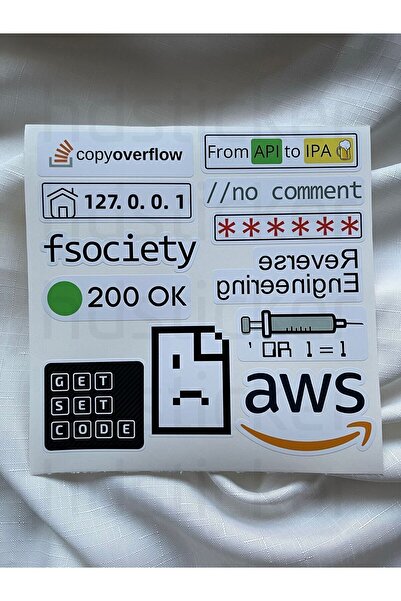 copyoverflow
From API to IPA
127.0.0.1
//no comment
******
fsociety
Reverse
Engineering
200 OK
' OR 1=1
GET
SET
CODE
aws